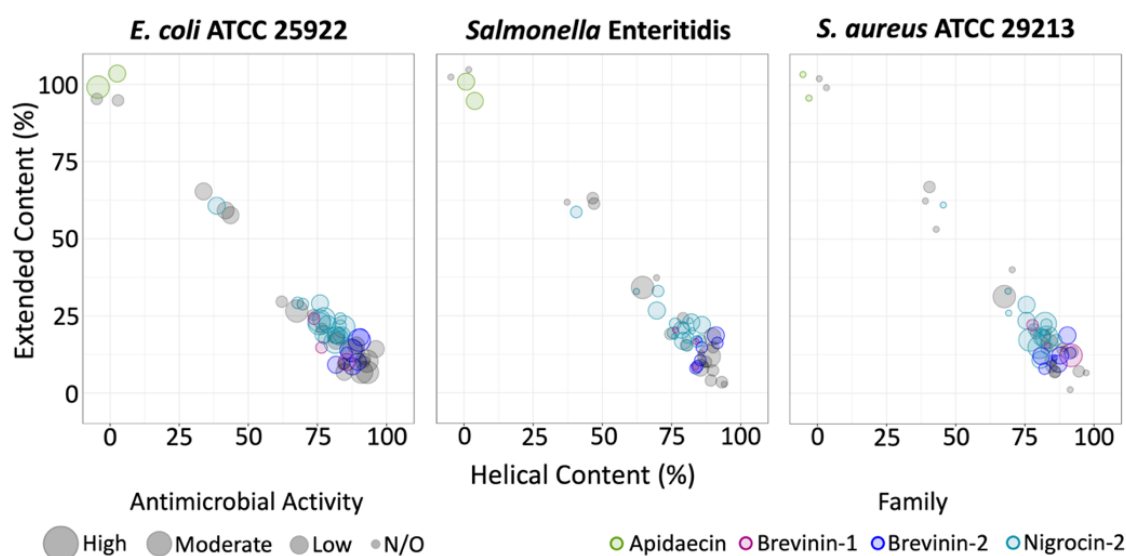 E. coli ATCC 25922
Salmonella Enteritidis
S. aureus ATCC 29213
Extended Content (%)
100
75
50
25
0
0 25 50 75 100
0 25 50 75 100
0 25 50 75 100
Helical Content (%)
Antimicrobial Activity
High Moderate Low N/O
Family
Apidaecin Brevinin-1 Brevinin-2 Nigrocin-2